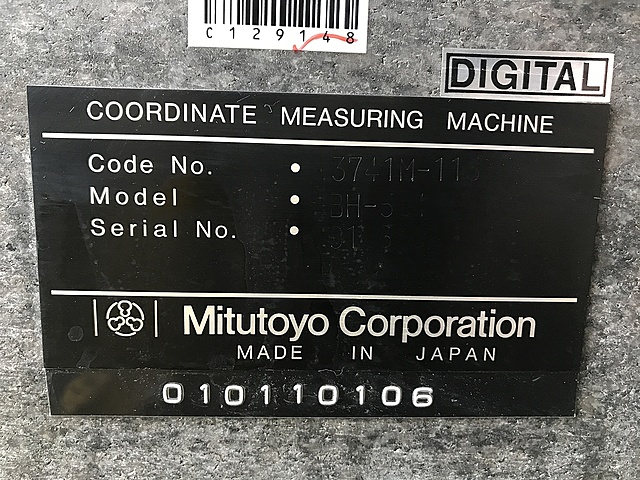 C129148
DIGITAL
COORDINATE MEASURING MACHINE
Code No. •
Model •
Serial No. •
Mitutoyo Corporation
MADE IN JAPAN
010110106